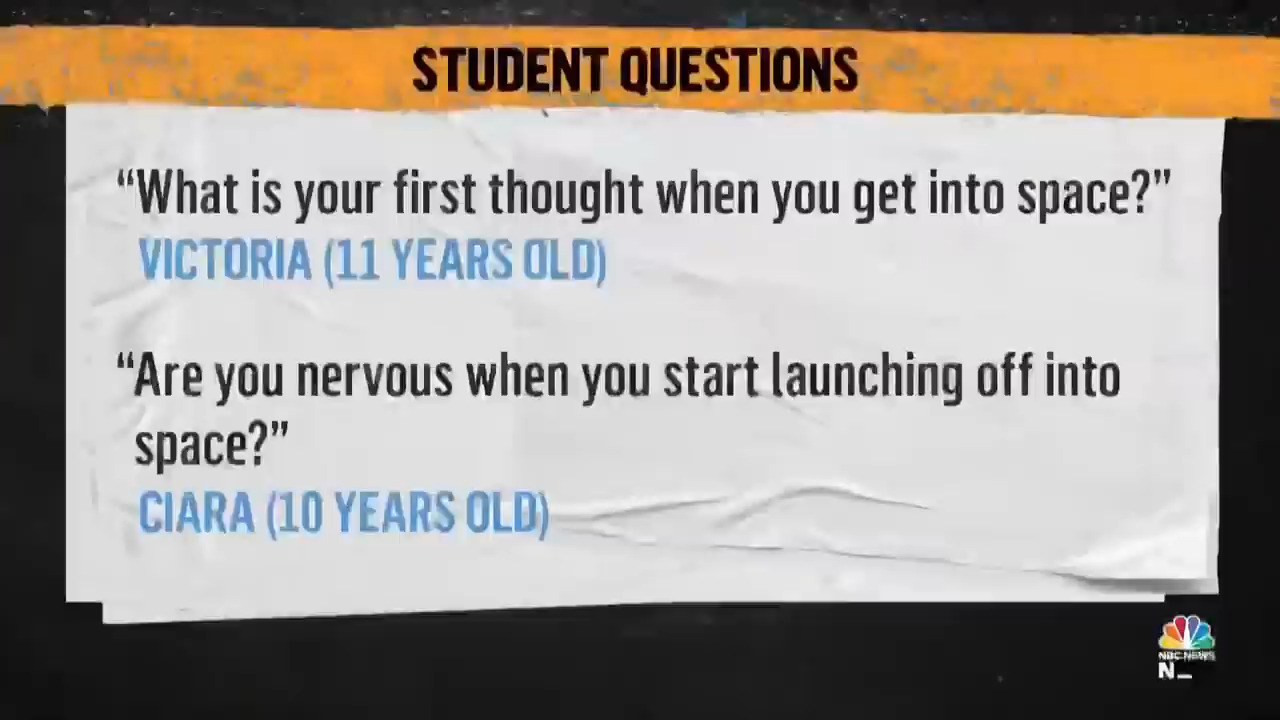 STUDENT QUESTIONS
“What is your first thought when you get into space?”
VICTORIA (11 YEARS OLD)
“Are you nervous when you start launching off into
space?”
CIARA (10 YEARS OLD)
NBC NEWS
N_